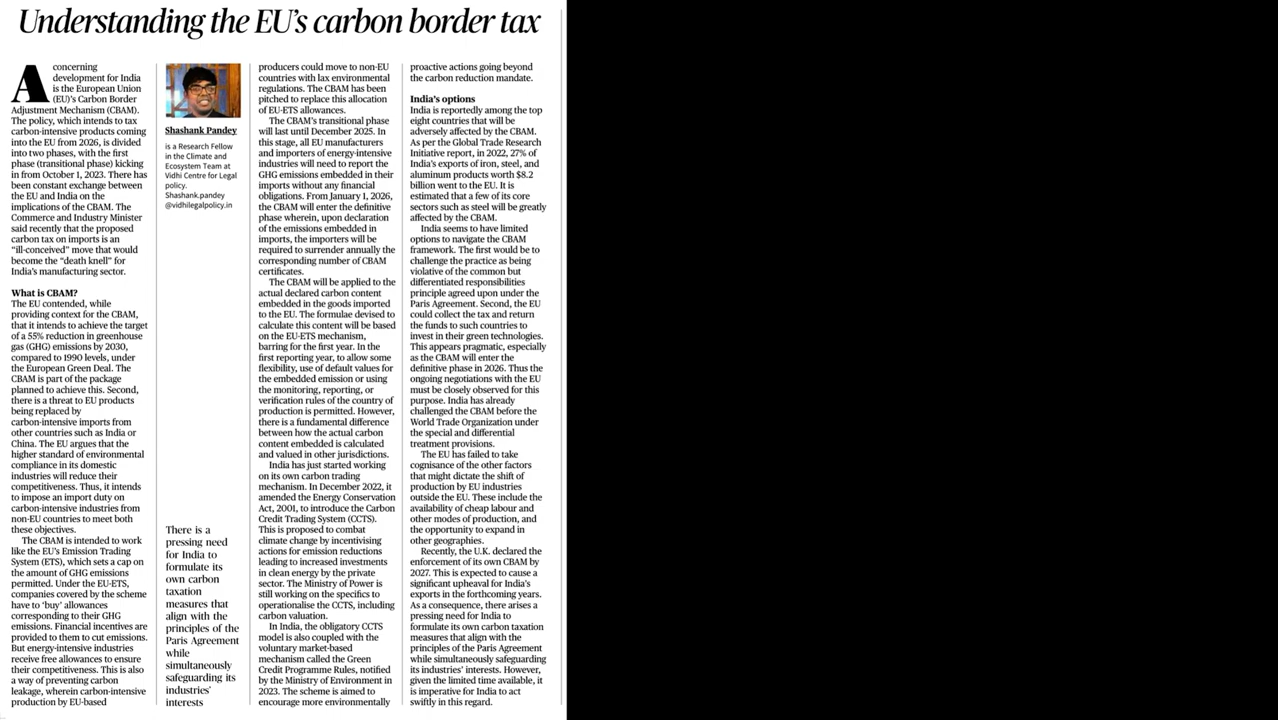 Understanding the EU's carbon border tax
A
concerning
development for India
is the European Union
(EU)'s Carbon Border
Adjustment Mechanism (CBAM).
The policy, which intends to tax
carbon-intensive products coming
into the EU from 2026, is divided
into two phases, with the first
phase (transitional phase) kicking
in from October 1, 2023. There has
been constant exchange between
the EU and India on the
implications of the CBAM. The
Commerce and Industry Minister
said recently that the proposed
carbon tax on imports is an
“ill-conceived” move that would
become the “death knell” for
India's manufacturing sector.
What is CBAM?
The EU contended, while
providing context for the CBAM,
that it intends to achieve the target
of a 55% reduction in greenhouse
gas (GHG) emissions by 2030,
compared to 1990 levels, under
the European Green Deal. The
CBAM is part of the package
planned to achieve this. Second,
there is a threat to EU products
being replaced by
carbon-intensive imports from
other countries such as India or
China. The EU argues that the
higher standard of environmental
compliance in its domestic
industries will reduce their
competitiveness. Thus, it intends
to impose an import duty on
carbon-intensive industries from
non-EU countries to meet both
these objectives.
The CBAM is intended to work
like the EU's Emission Trading
System (ETS), which sets a cap on
the amount of GHG emissions
permitted. Under the EU-ETS,
companies covered by the scheme
have to ‘buy’ allowances
corresponding to their GHG
emissions. Financial incentives are
provided to them to cut emissions.
But energy-intensive industries
receive free allowances to ensure
their competitiveness. This is also
a way of preventing carbon
leakage, wherein carbon-intensive
production by EU-based
Shashank Pandey
is a Research Fellow
in the Climate and
Ecosystem Team at
Vidhi Centre for Legal
policy.
Shashank.pandey
@vidhilegalpolicy.in
There is a
pressing need
for India to
formulate its
own carbon
taxation
measures that
align with the
principles of the
Paris Agreement
while
simultaneously
safeguarding its
industries'
interests
producers could move to non-EU
countries with lax environmental
regulations. The CBAM has been
pitched to replace this allocation
of EU-ETS allowances.
The CBAM's transitional phase
will last until December 2025. In
this stage, all EU manufacturers
and importers of energy-intensive
industries will need to report the
GHG emissions embedded in their
imports without any financial
obligations. From January 1, 2026,
the CBAM will enter the definitive
phase wherein, upon declaration
of the emissions embedded in
imports, the importers will be
required to surrender annually the
corresponding number of CBAM
certificates.
The CBAM will be applied to the
actual declared carbon content
embedded in the goods imported
to the EU. The formulae devised to
calculate this content will be based
on the EU-ETS mechanism,
barring for the first year. In the
first reporting year, to allow some
flexibility, use of default values for
the embedded emission or using
the monitoring, reporting, or
verification rules of the country of
production is permitted. However,
there is a fundamental difference
between how the actual carbon
content embedded is calculated
and valued in other jurisdictions.
India has just started working
on its own carbon trading
mechanism. In December 2022, it
amended the Energy Conservation
Act, 2001, to introduce the Carbon
Credit Trading System (CCTS).
This is proposed to combat
climate change by incentivising
actions for emission reductions
leading to increased investments
in clean energy by the private
sector. The Ministry of Power is
still working on the specifics to
operationalise the CCTS, including
carbon valuation.
In India, the obligatory CCTS
model is also coupled with the
voluntary market-based
mechanism called the Green
Credit Programme Rules, notified
by the Ministry of Environment in
2023. The scheme is aimed to
encourage more environmentally
proactive actions going beyond
the carbon reduction mandate.
India's options
India is reportedly among the top
eight countries that will be
adversely affected by the CBAM.
As per the Global Trade Research
Initiative report, in 2022, 27% of
India's exports of iron, steel, and
aluminum products worth $8.2
billion went to the EU. It is
estimated that a few of its core
sectors such as steel will be greatly
affected by the CBAM.
India seems to have limited
options to navigate the CBAM
framework. The first would be to
challenge the practice as being
violative of the common but
differentiated responsibilities
principle agreed upon under the
Paris Agreement. Second, the EU
could collect the tax and return
the funds to such countries to
invest in their green technologies.
This appears pragmatic, especially
as the CBAM will enter the
definitive phase in 2026. Thus the
ongoing negotiations with the EU
must be closely observed for this
purpose. India has already
challenged the CBAM before the
World Trade Organization under
the special and differential
treatment provisions.
The EU has failed to take
cognisance of the other factors
that might dictate the shift of
production by EU industries
outside the EU. These include the
availability of cheap labour and
other modes of production, and
the opportunity to expand in
other geographies.
Recently, the U.K. declared the
enforcement of its own CBAM by
2027. This is expected to cause a
significant upheaval for India's
exports in the forthcoming years.
As a consequence, there arises a
pressing need for India to
formulate its own carbon taxation
measures that align with the
principles of the Paris Agreement
while simultaneously safeguarding
its industries' interests. However,
given the limited time available, it
is imperative for India to act
swiftly in this regard.